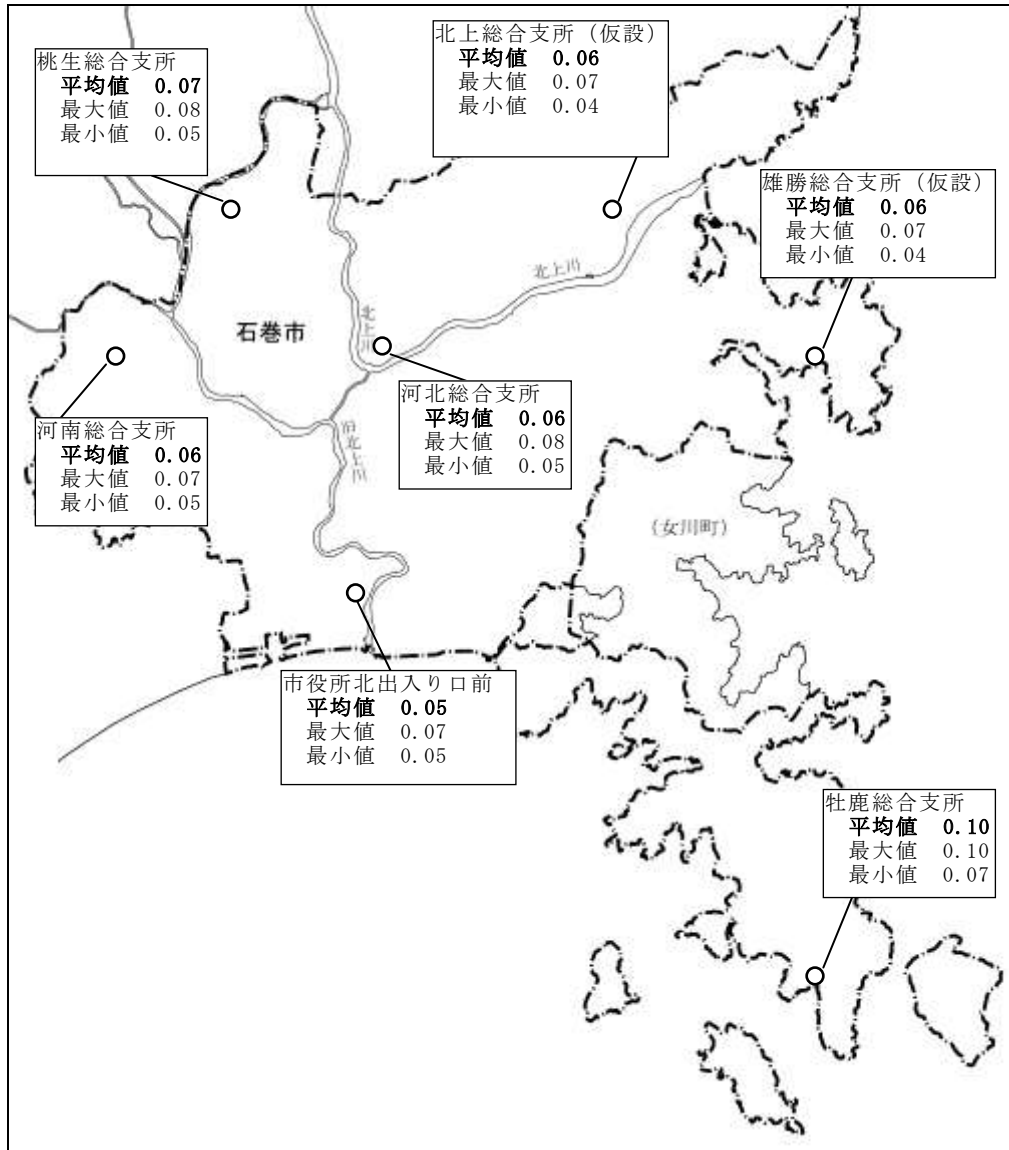 桃生総合支所
平均値 0.07
最大値 0.08
最小値 0.05
北上総合支所（仮設）
平均値 0.06
最大値 0.07
最小値 0.04
雄勝総合支所（仮設）
平均値 0.06
最大値 0.07
最小値 0.04
北上川
北上川
石巻市
河北総合支所
平均値 0.06
最大値 0.08
最小値 0.05
河南総合支所
平均値 0.06
最大値 0.07
最小値 0.05
旧北上川
（女川町）
市役所北出入り口前
平均値 0.05
最大値 0.07
最小値 0.05
牡鹿総合支所
平均値 0.10
最大値 0.10
最小値 0.07